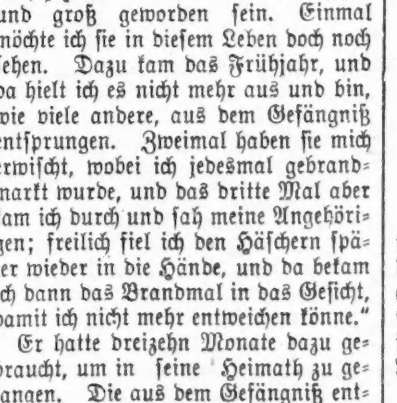 und groß geworden sein. Einmal
möchte ich sie in diesem Leben doch noch
sehen. Dazu kam das Frühjahr, und
da hielt ich es nicht mehr aus und bin,
wie viele andere, aus dem Gefängniß
entsprungen. Zweimal haben sie mich
erwischt, wobei ich jedesmal gebrand-
markt wurde, und das dritte Mal aber
kam ich durch und sah meine Angehöri-
gen; freilich fiel ich den Häschern spä-
ter wieder in die Hände, und da bekam
ich dann das Brandmal in das Gesicht,
damit ich nicht mehr entweichen könne.“
Er hatte dreizehn Monate dazu ge-
braucht, um in seine Heimath zu ge-
langen. Die aus dem Gefängniß ent-